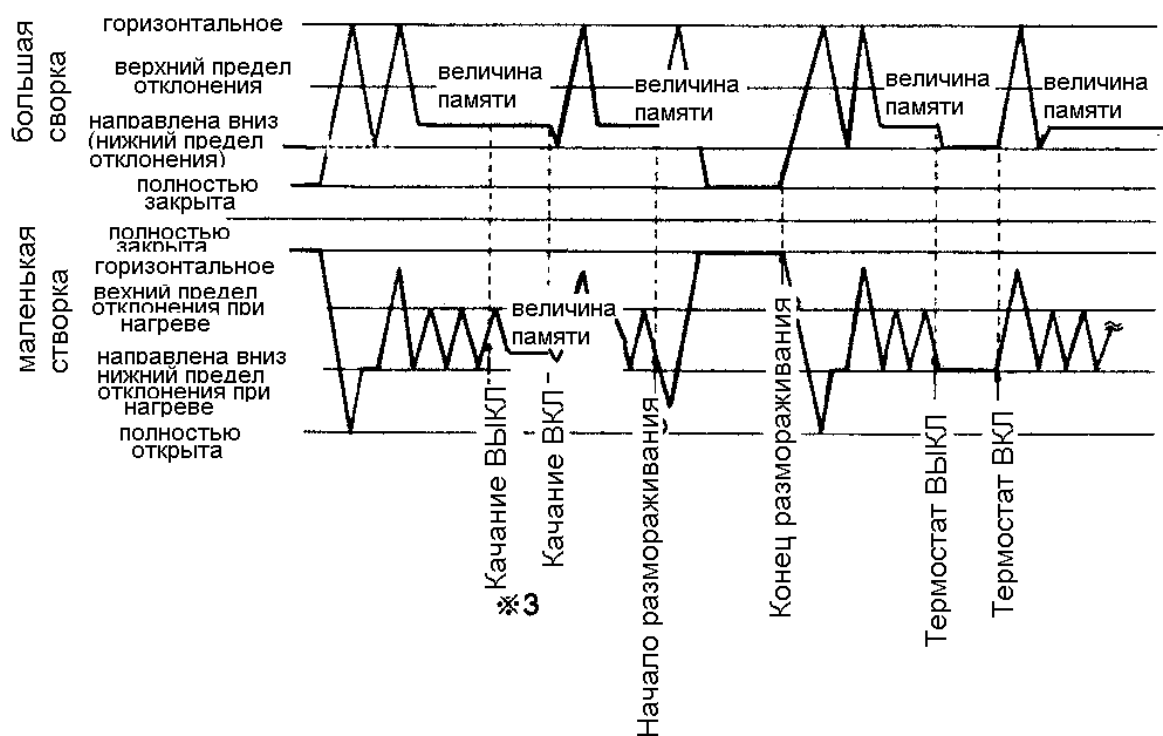 большая
сворка
горизонтальное
верхний предел
отклонения
направлена вниз
(нижний предел
отклонения)
полностью
закрыта
величина
памяти
величина
памяти
величина
памяти
величина
памяти
маленькая
створка
полностью
закрыта
горизонтальное
вехний предел
отклонения при
нагреве
направлена вниз
нижний предел
отклонения при
нагреве
полностью
открыта
величина
памяти
Качание ВЫКЛ
※3
Качание ВКЛ
Начало размораживания
Конец размораживания
Термостат ВЫКЛ
Термостат ВКЛ